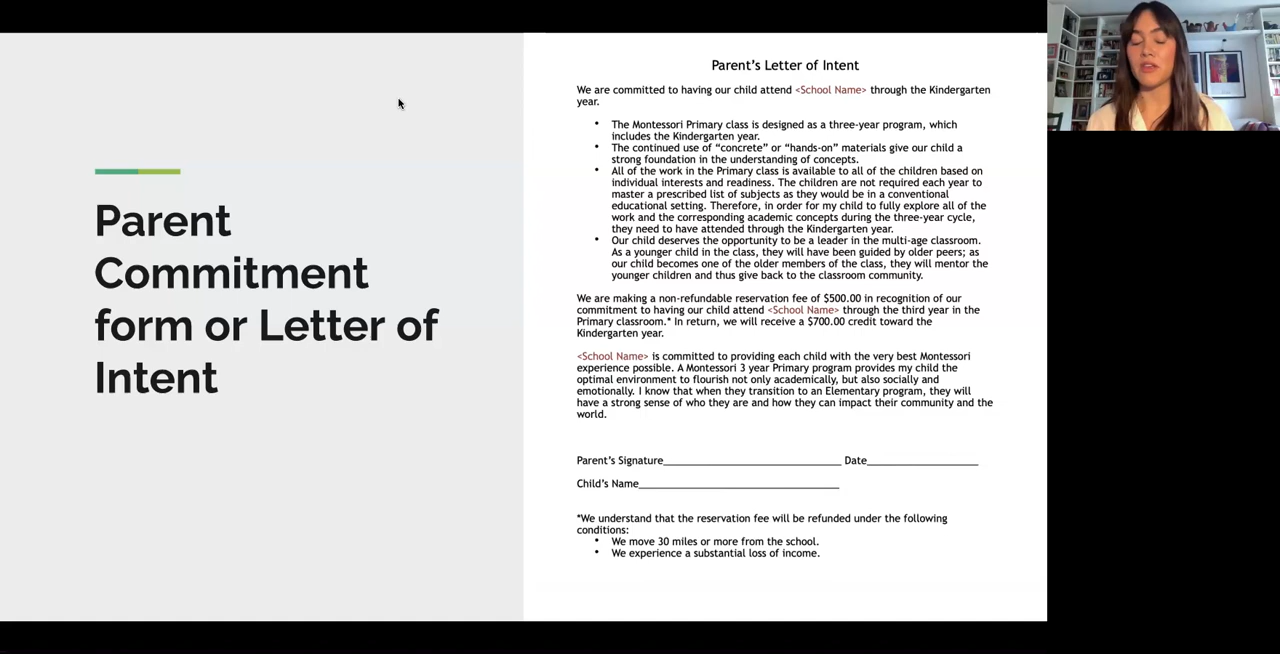 Parent
Commitment
form or Letter of
Intent
Parent's Letter of Intent
We are committed to having our child attend <School Name> through the Kindergarten
year.
• The Montessori Primary class is designed as a three-year program, which
includes the Kindergarten year.
• The continued use of “concrete” or “hands-on” materials give our child a
strong foundation in the understanding of concepts.
• All of the work in the Primary class is available to all of the children based on
individual interests and readiness. The children are not required each year to
master a prescribed list of subjects as they would be in a conventional
educational setting. Therefore, in order for my child to fully explore all of the
work and the corresponding academic concepts during the three-year cycle,
they need to have attended through the Kindergarten year.
• Our child deserves the opportunity to be a leader in the multi-age classroom.
As a younger child in the class, they will have been guided by older peers; as
our child becomes one of the older members of the class, they will mentor the
younger children and thus give back to the classroom community.
We are making a non-refundable reservation fee of $500.00 in recognition of our
commitment to having our child attend <School Name> through the third year in the
Primary classroom.* In return, we will receive a $700.00 credit toward the
Kindergarten year.
<School Name> is committed to providing each child with the very best Montessori
experience possible. A Montessori 3 year Primary program provides my child the
optimal environment to flourish not only academically, but also socially and
emotionally. I know that when they transition to an Elementary program, they will
have a strong sense of who they are and how they can impact their community and the
world.
Parent's Signature______________________________ Date___________________
Child's Name__________________________________
*We understand that the reservation fee will be refunded under the following
conditions:
• We move 30 miles or more from the school.
• We experience a substantial loss of income.